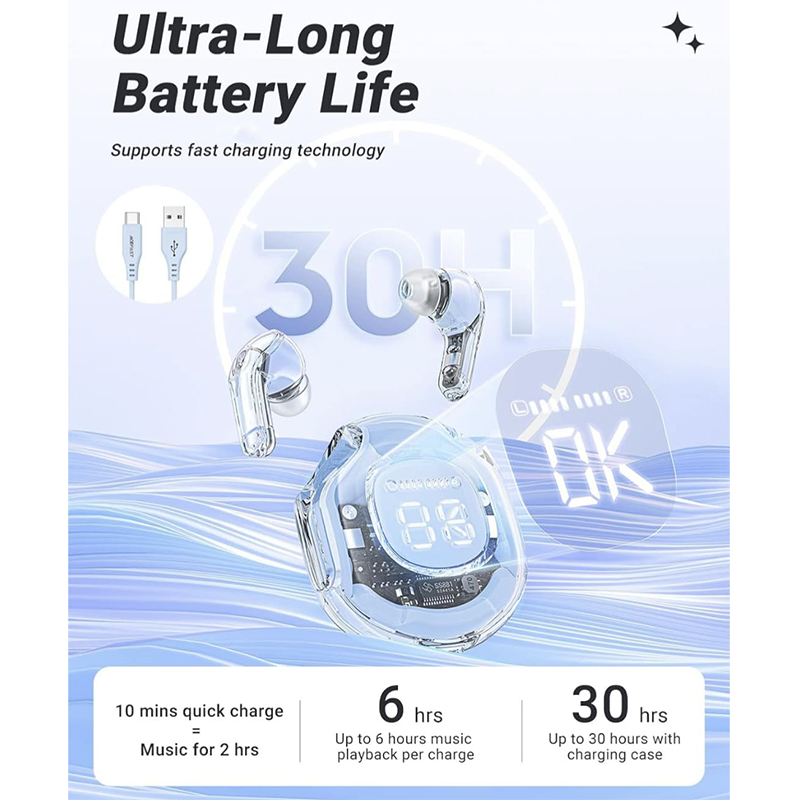 Ultra-Long
Battery Life
Supports fast charging technology
ACEFAST
30H
L R
OK
88
470
10 mins quick charge
=
Music for 2 hrs
6 hrs
Up to 6 hours music
playback per charge
30 hrs
Up to 30 hours with
charging case